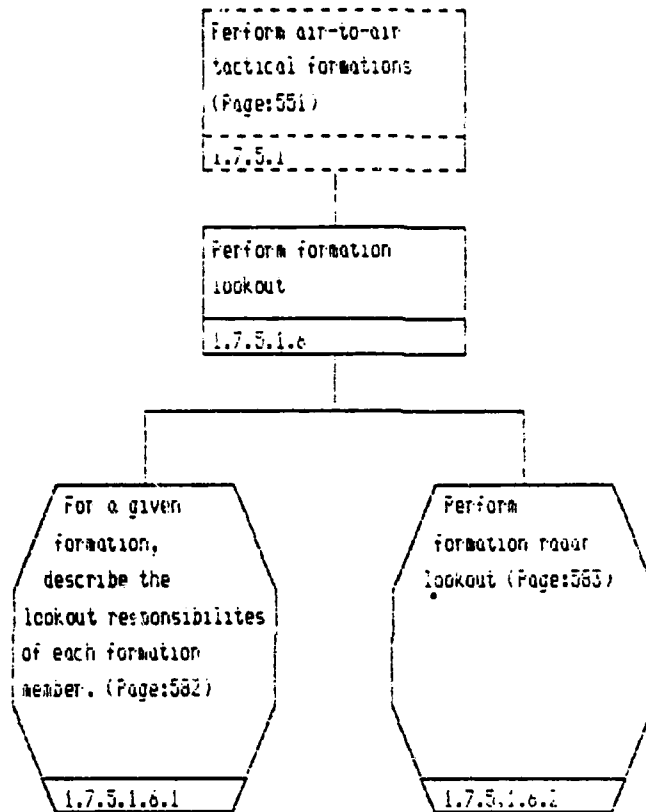 Perform air-to-air
tactical formations
(Page:551)
1.7.5.1
Perform formation
lookout
1.7.5.1.6
For a given
formation,
describe the
lookout responsibilites
of each formation
member. (Page:582)
1.7.5.1.6.1
Perform
formation radar
lookout (Page:583)
1.7.5.1.6.2